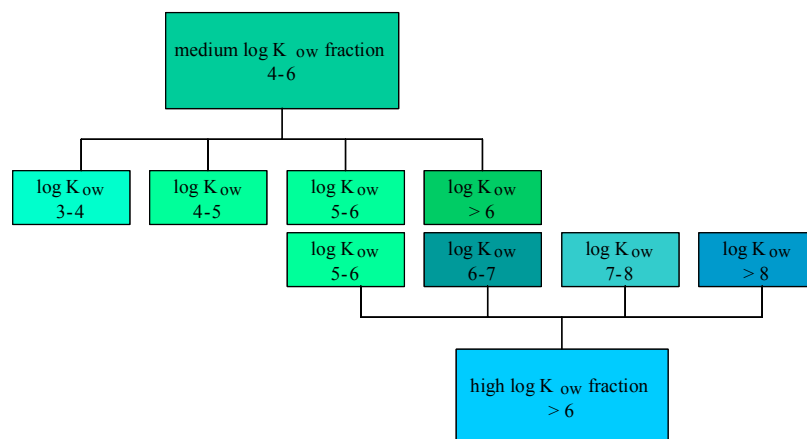 medium log K ow fraction
4-6
log K ow
3-4
log K ow
4-5
log K ow
5-6
log K ow
> 6
log K ow
5-6
log K ow
6-7
log K ow
7-8
log K ow
> 8
high log K ow fraction
> 6